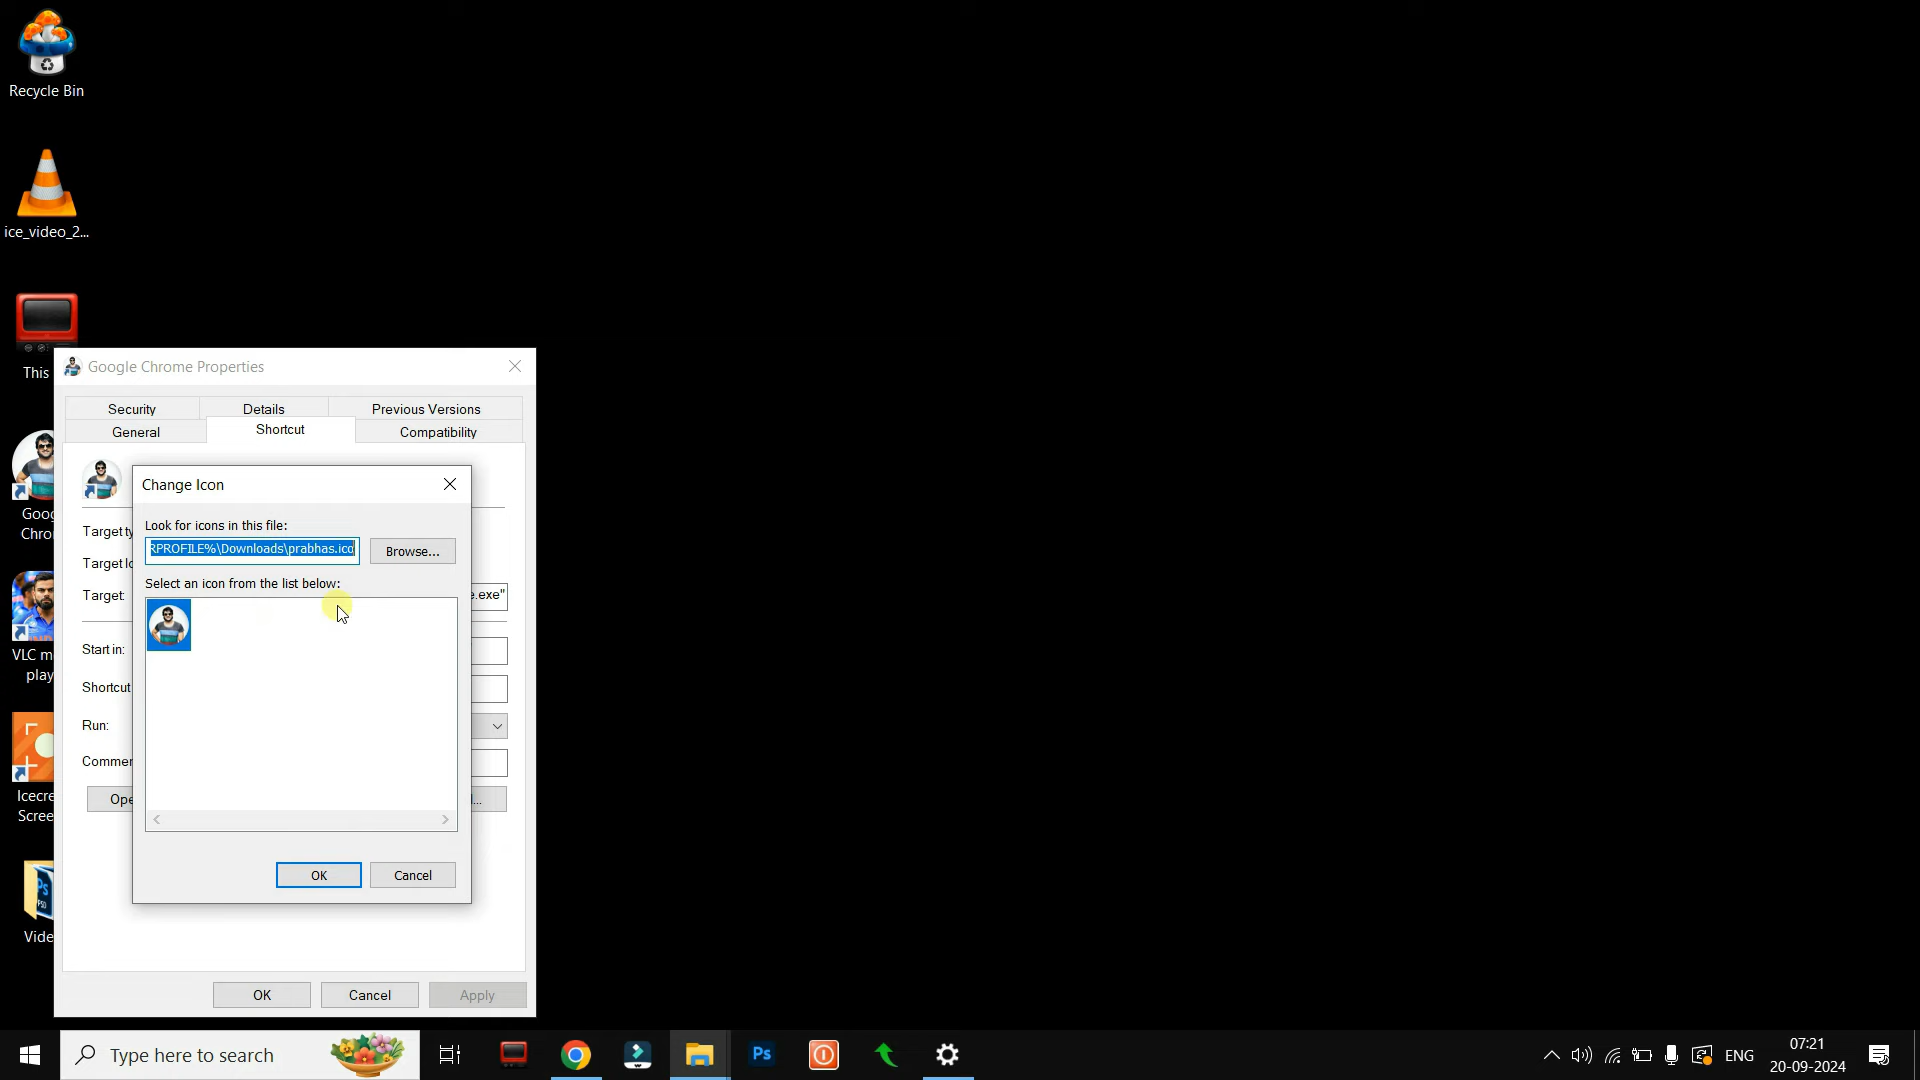 Recycle Bin
ice_video_2...
This
Goog
Chro
VLC m
play
Icecre
Scree
Vide
Google Chrome Properties
Security
Details
Previous Versions
General
Shortcut
Compatibility
Target ty
Target lo
Target:
e.exe"
Start in:
Shortcut
Run:
Commer
Ope
...
Change Icon
Look for icons in this file:
RPROFILE%\Downloads\prabhas.ico
Browse...
Select an icon from the list below:
OK
Cancel
OK
Cancel
Apply
Type here to search
Ps
ENG
07:21
20-09-2024